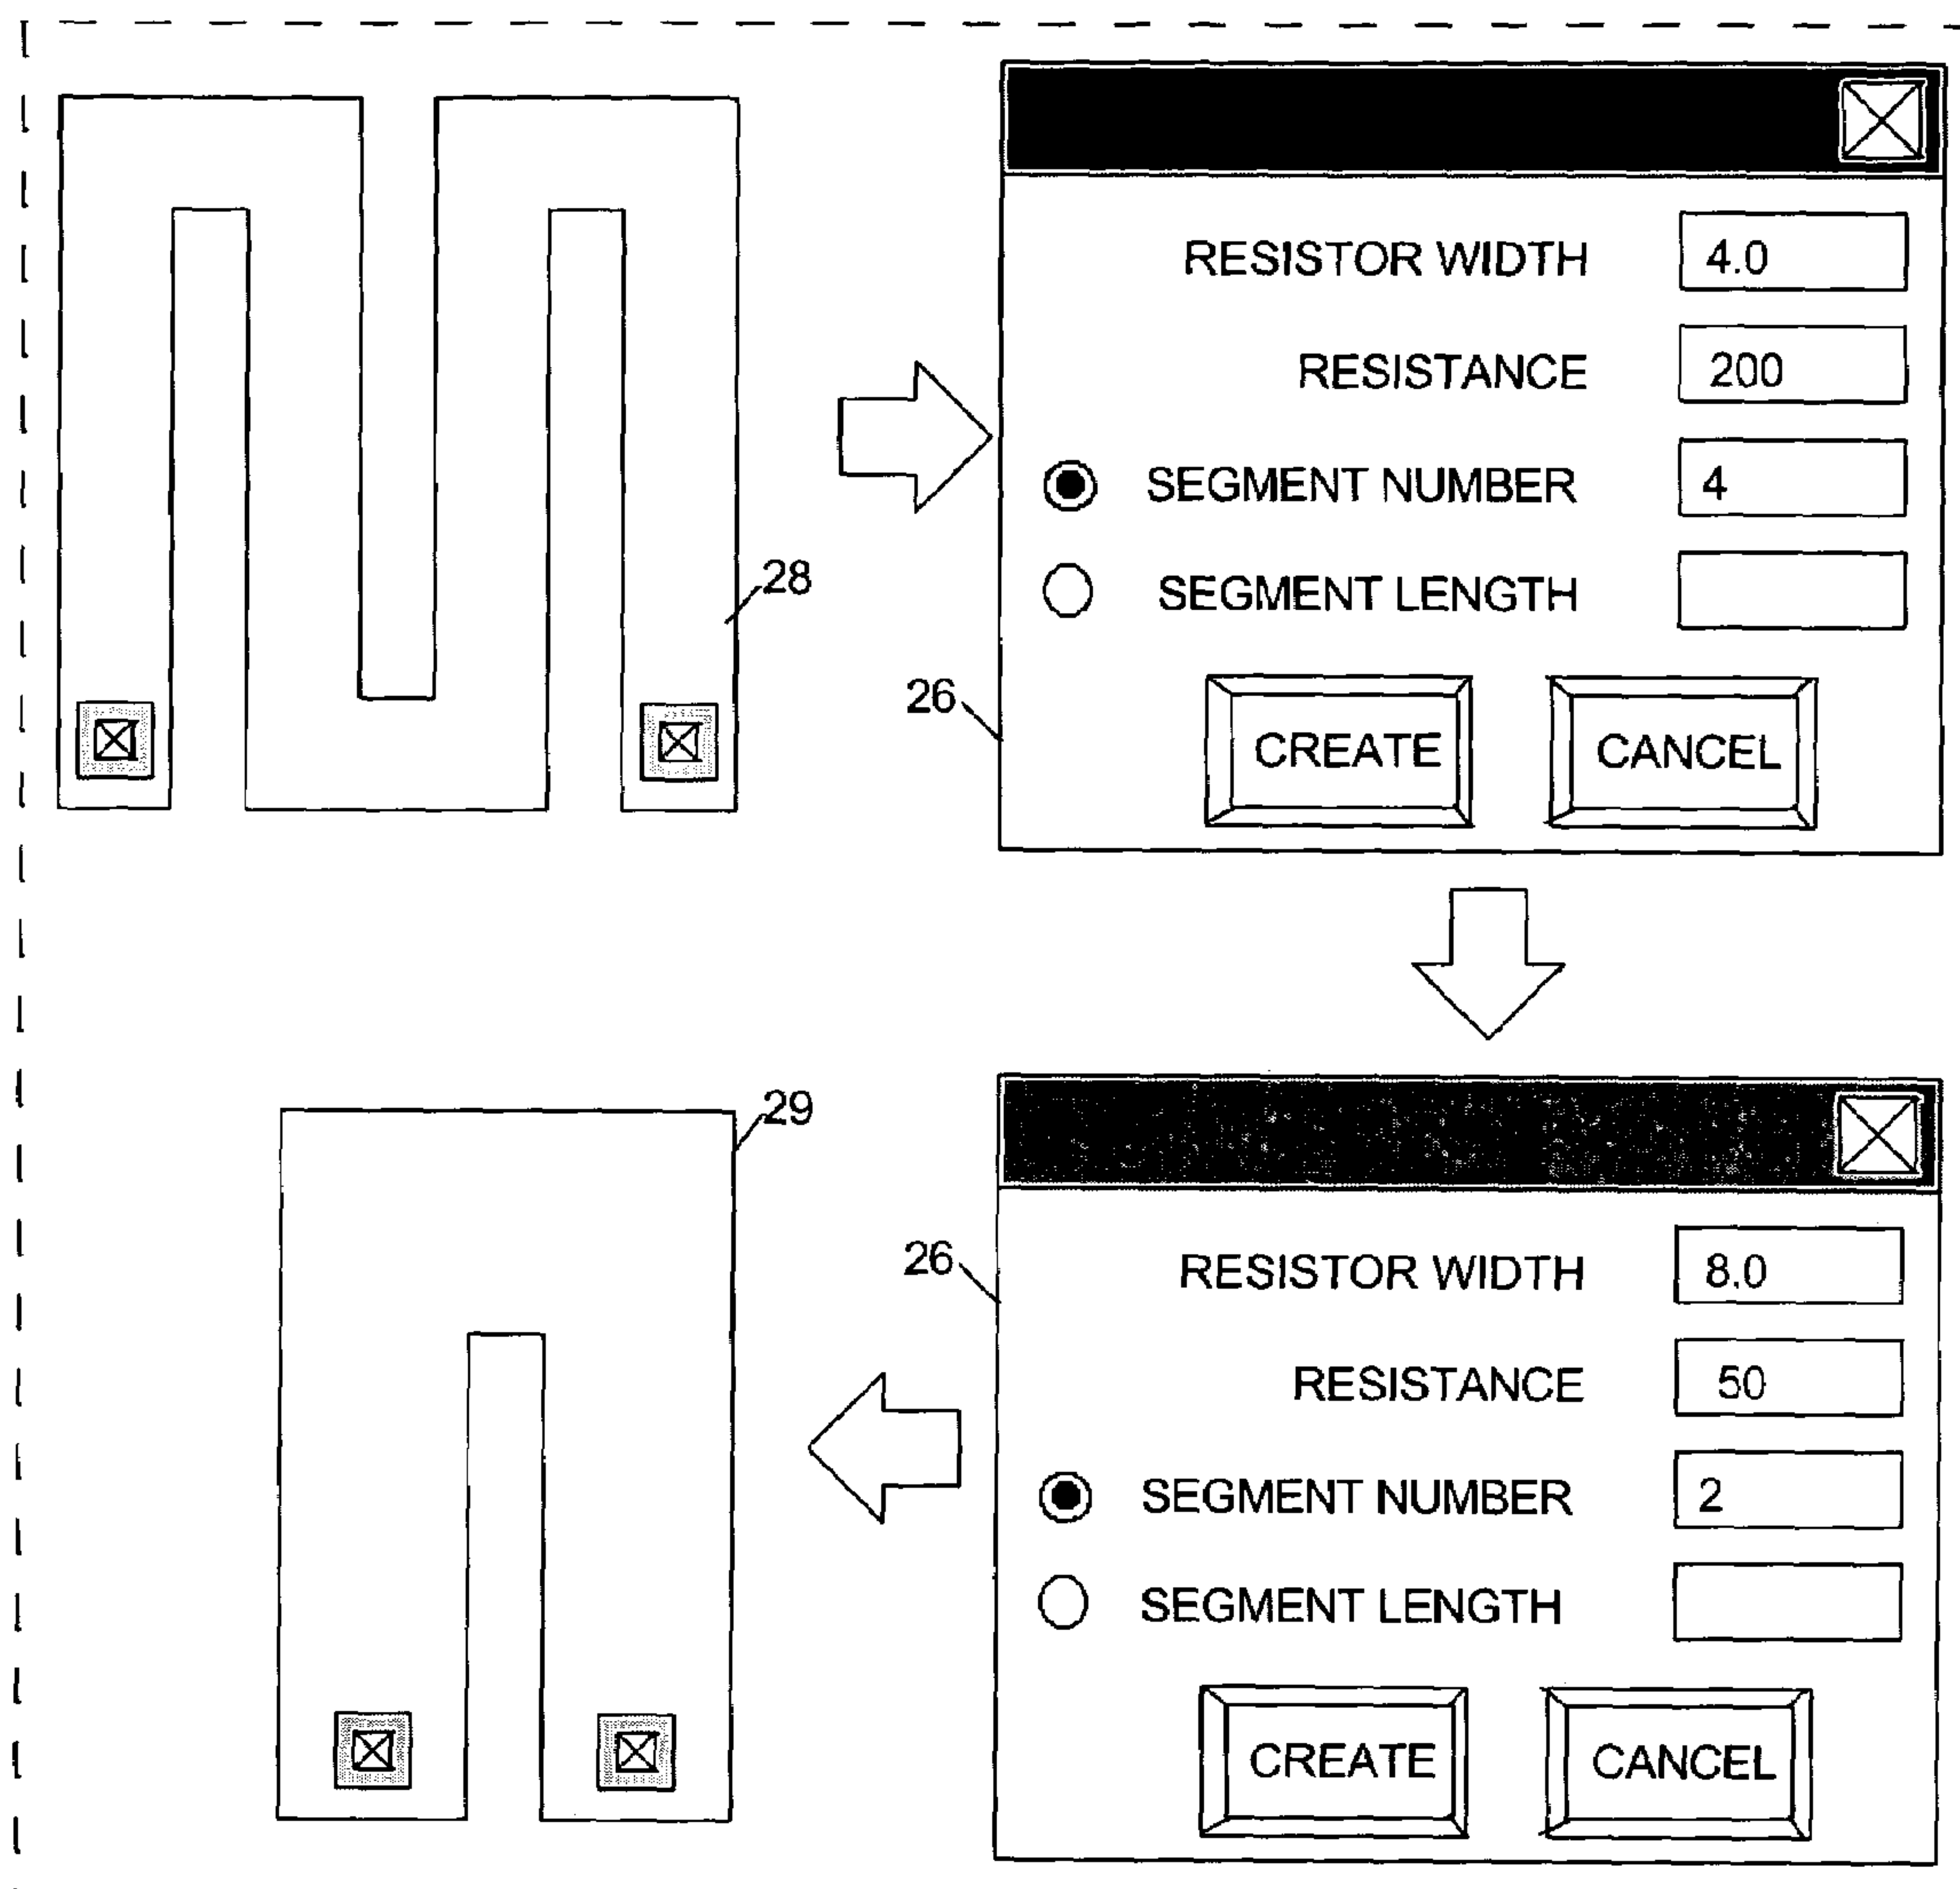 RESISTOR WIDTH 4.0
RESISTANCE 200
SEGMENT NUMBER 4
SEGMENT LENGTH
28
26
CREATE CANCEL
29
26
RESISTOR WIDTH 8.0
RESISTANCE 50
SEGMENT NUMBER 2
SEGMENT LENGTH
CREATE CANCEL